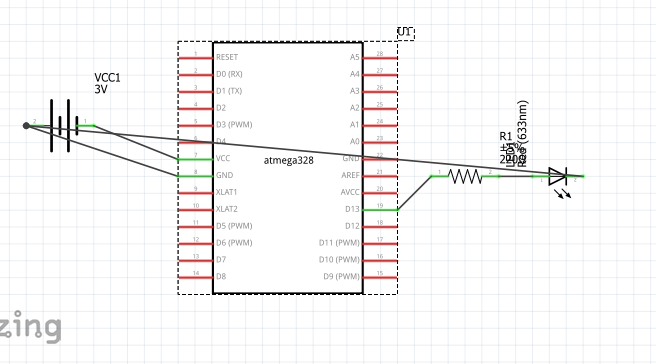 U1
VCC1
3V
2
1
1 RESET A5 28
2 D0 (RX) A4 27
3 D1 (TX) A3 26
4 D2 A2 25
5 D3 (PWM) A1 24
6 D4 A0 23
7 VCC GND 22
atmega328
8 GND AREF 21
9 XLAT1 AVCC 20
10 XLAT2 D13 19
11 D5 (PWM) D12 18
12 D6 (PWM) D11 (PWM) 17
13 D7 D10 (PWM) 16
14 D8 D9 (PWM) 15
R1
(633nm)
1
2
zing